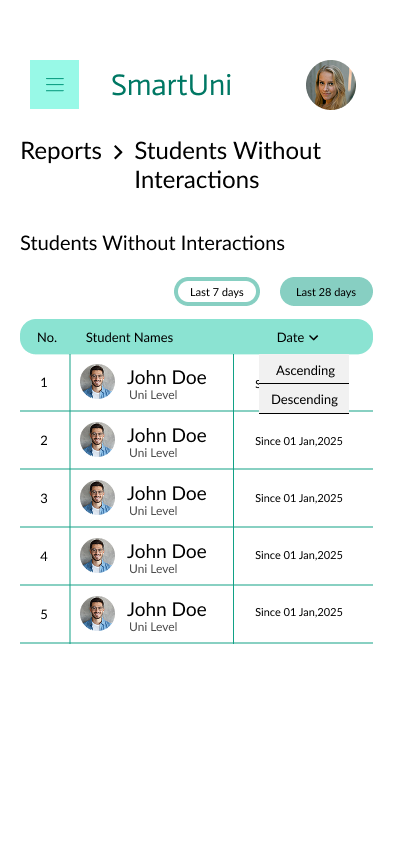 SmartUni
Reports > Students Without
Interactions
Students Without Interactions
Last 7 days
Last 28 days
No. Student Names Date
Ascending
Descending
1 John Doe
Uni Level
2 John Doe Since 01 Jan,2025
Uni Level
3 John Doe Since 01 Jan,2025
Uni Level
4 John Doe Since 01 Jan,2025
Uni Level
5 John Doe Since 01 Jan,2025
Uni Level